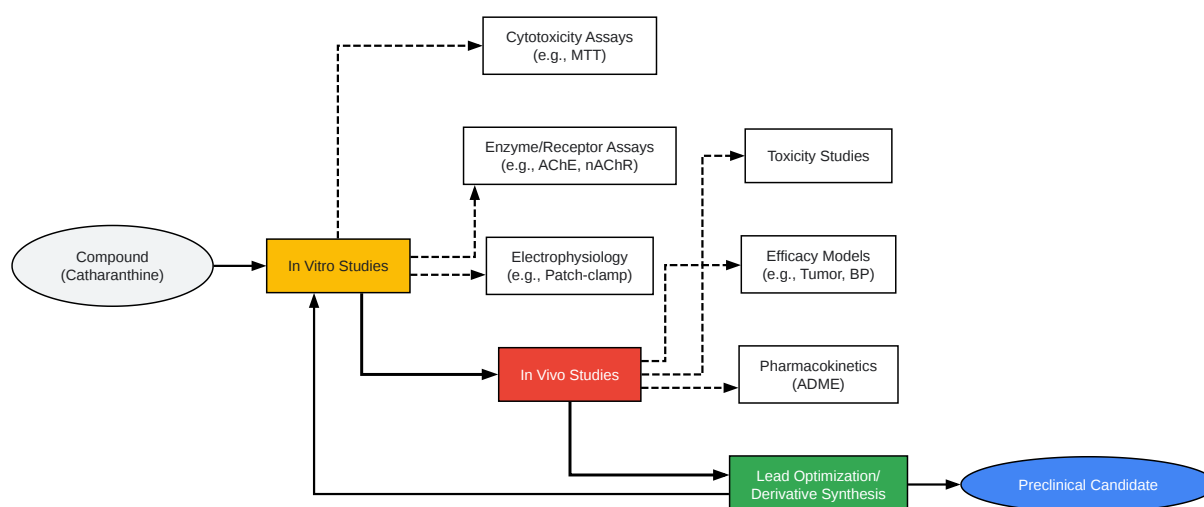 Cytotoxicity Assays
(e.g., MTT)
Enzyme/Receptor Assays
(e.g., AChE, nAChR)
Toxicity Studies
Compound
(Catharanthine)
In Vitro Studies
Electrophysiology
(e.g., Patch-clamp)
Efficacy Models
(e.g., Tumor, BP)
In Vivo Studies
Pharmacokinetics
(ADME)
Lead Optimization/
Derivative Synthesis
Preclinical Candidate